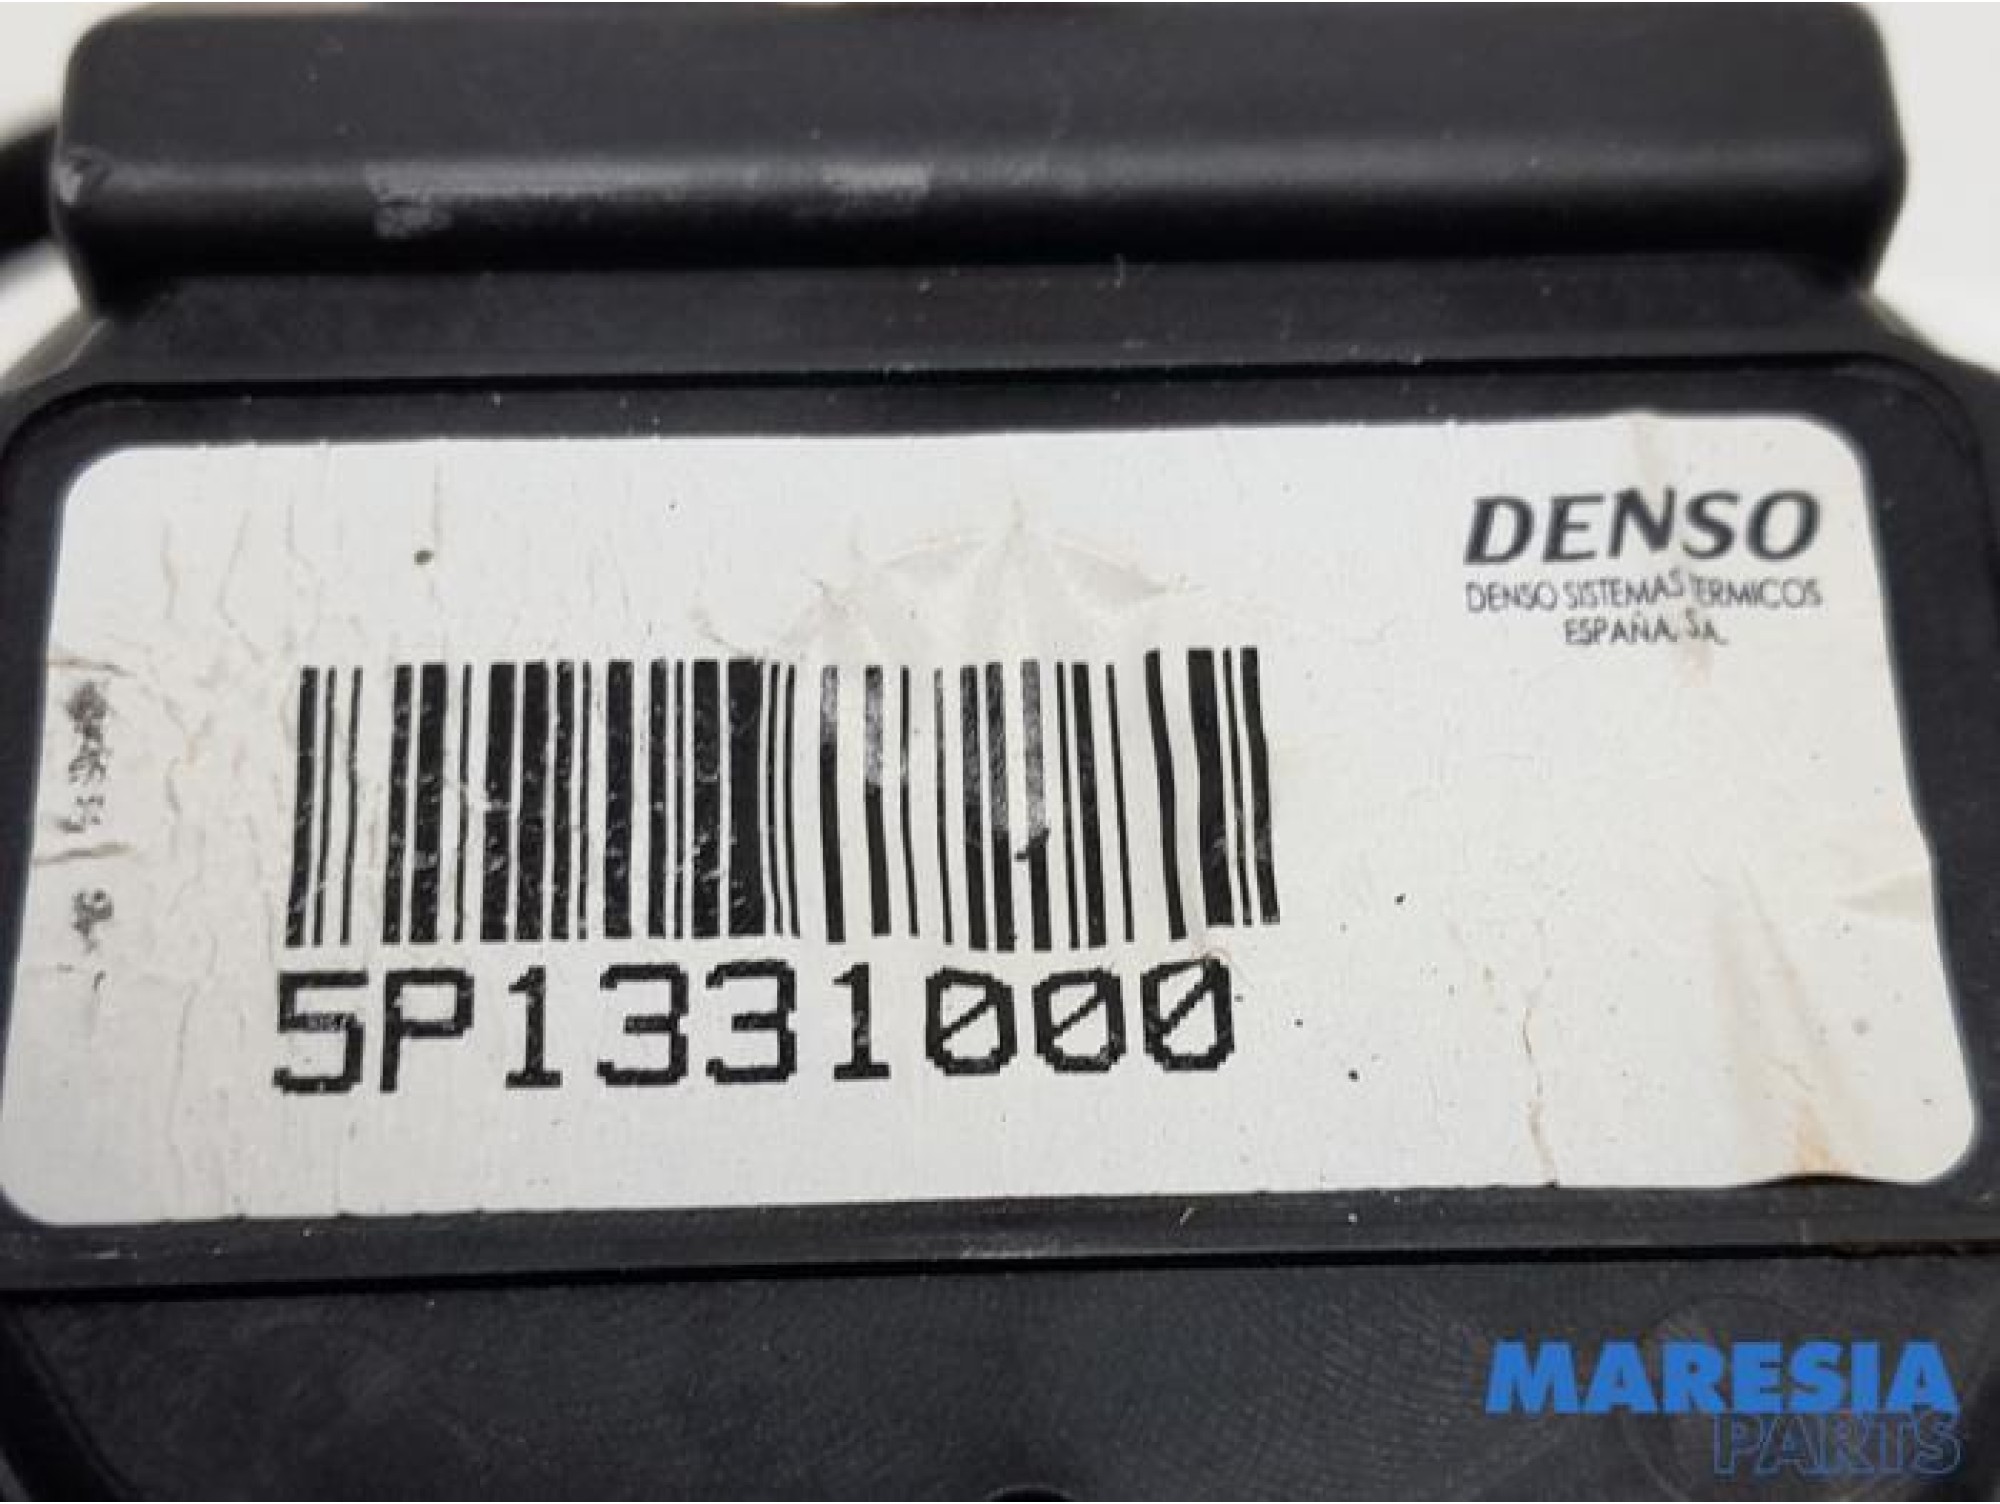 DENSO
DENSO SISTEMAS TERMICOS
ESPAÑA, S.A.
5P1331000
MARESIA
PARTS